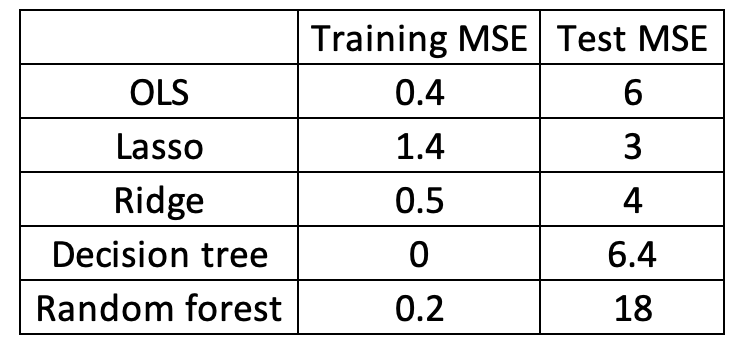 Training MSE Test MSE
OLS 0.4 6
Lasso 1.4 3
Ridge 0.5 4
Decision tree 0 6.4
Random forest 0.2 18